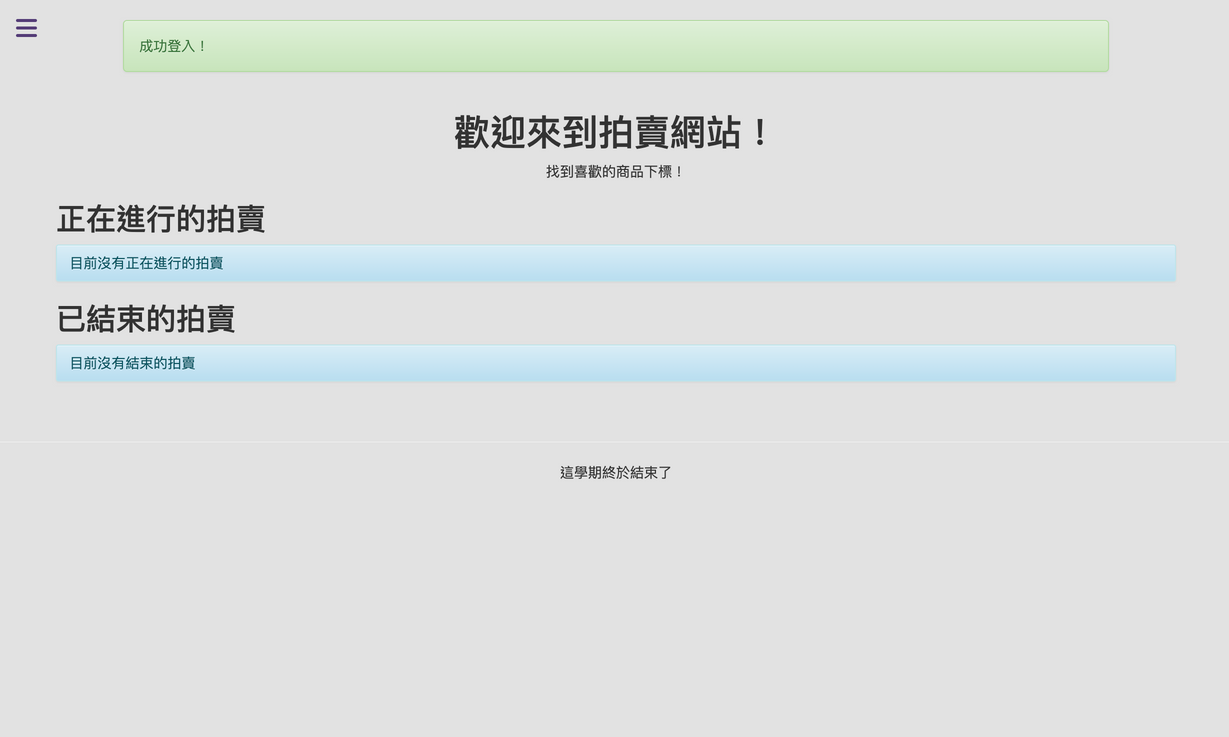 成功登入！
歡迎來到拍賣網站！
找到喜歡的商品下標！
正在進行的拍賣
目前沒有正在進行的拍賣
已結束的拍賣
目前沒有結束的拍賣
這學期終於結束了